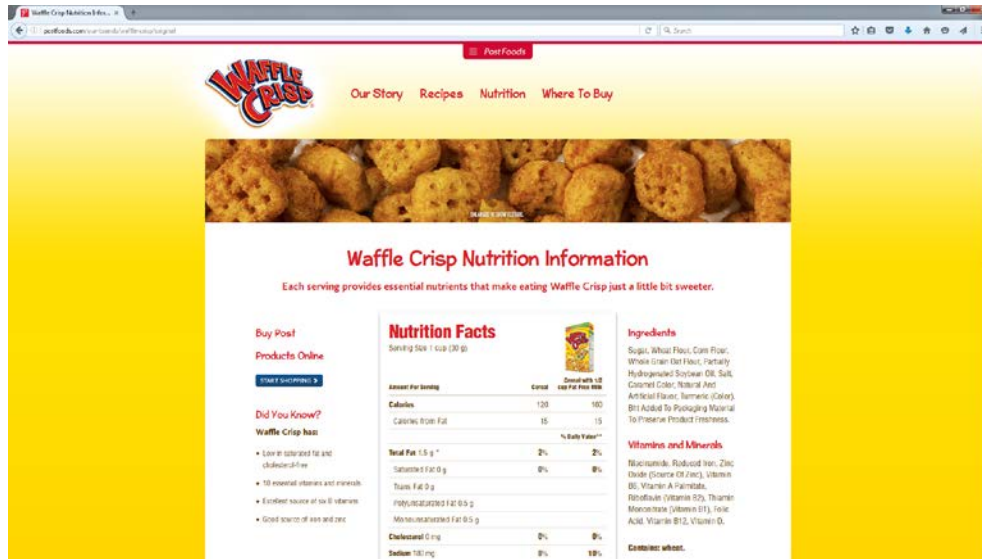 Waffle Crisp Nutrition Infor... ×
postfoods.com/our-brands/waffle-crisp/original
Search
Post Foods
WAFFLE
CRISP
Our Story Recipes Nutrition Where To Buy
ENLARGED TO SHOW TEXTURE.
Waffle Crisp Nutrition Information
Each serving provides essential nutrients that make eating Waffle Crisp just a little bit sweeter.
Buy Post
Products Online
START SHOPPING
Did You Know?
Waffle Crisp has:
• Low in saturated fat and
cholesterol-free
• 10 essential vitamins and minerals
• Excellent source of six B vitamins
• Good source of iron and zinc
Nutrition Facts
Serving Size 1 cup (30 g)
Amount Per Serving Cereal Cereal with 1/2
cup Fat Free Milk
Calories 120 160
Calories from Fat 15 15
% Daily Value**
Total Fat 1.5 g * 2% 2%
Saturated Fat 0 g 0% 0%
Trans Fat 0 g
Polyunsaturated Fat 0.5 g
Monounsaturated Fat 0.5 g
Cholesterol 0 mg 0% 0%
Sodium mg 10%
Ingredients
Sugar, Wheat Flour, Corn Flour,
Whole Grain Oat Flour, Partially
Hydrogenated Soybean Oil, Salt,
Caramel Color, Natural And
Artificial Flavor, Turmeric (Color).
Bht Added To Packaging Material
To Preserve Product Freshness.
Vitamins and Minerals
Niacinamide, Reduced Iron, Zinc
Oxide (Source Of Zinc), Vitamin
B6, Vitamin A Palmitate,
Riboflavin (Vitamin B2), Thiamin
Mononitrate (Vitamin B1), Folic
Acid, Vitamin B12, Vitamin D.
Contains: wheat.